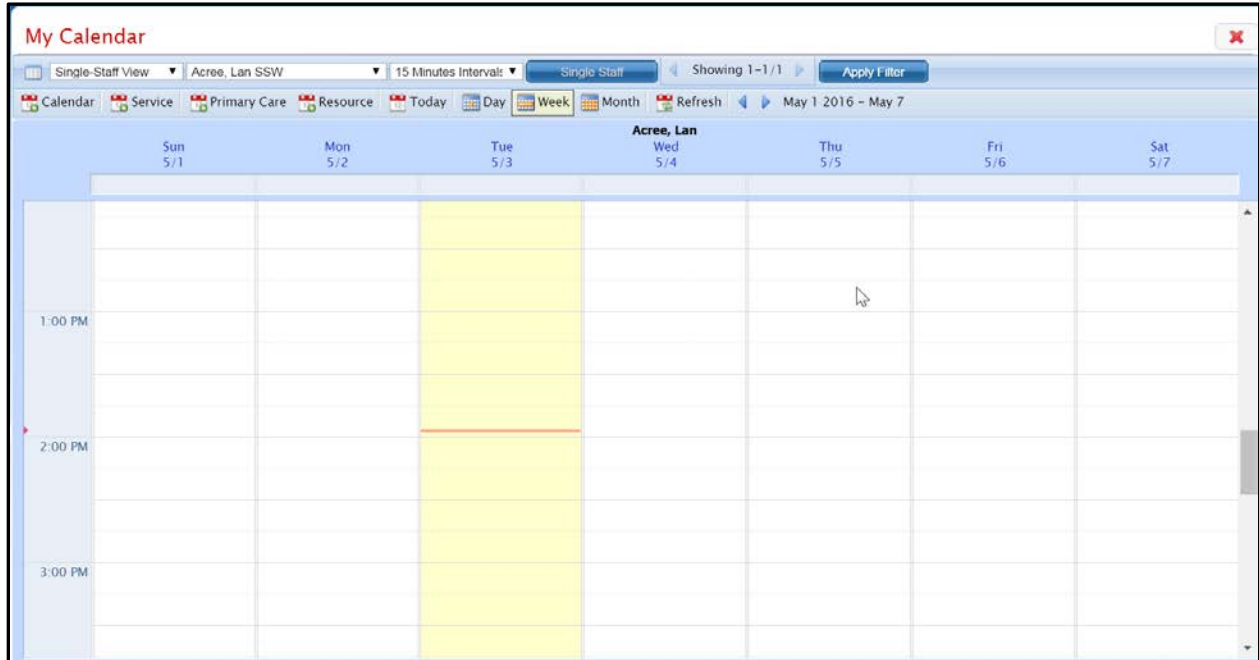 My Calendar
Single-Staff View Acree, Lan SSW 15 Minutes Intervals Single Staff Showing 1-1/1 Apply Filter
Calendar Service Primary Care Resource Today Day Week Month Refresh May 1 2016 - May 7
Acree, Lan
Sun Mon Tue Wed Thu Fri Sat
5/1 5/2 5/3 5/4 5/5 5/6 5/7
1:00 PM
2:00 PM
3:00 PM